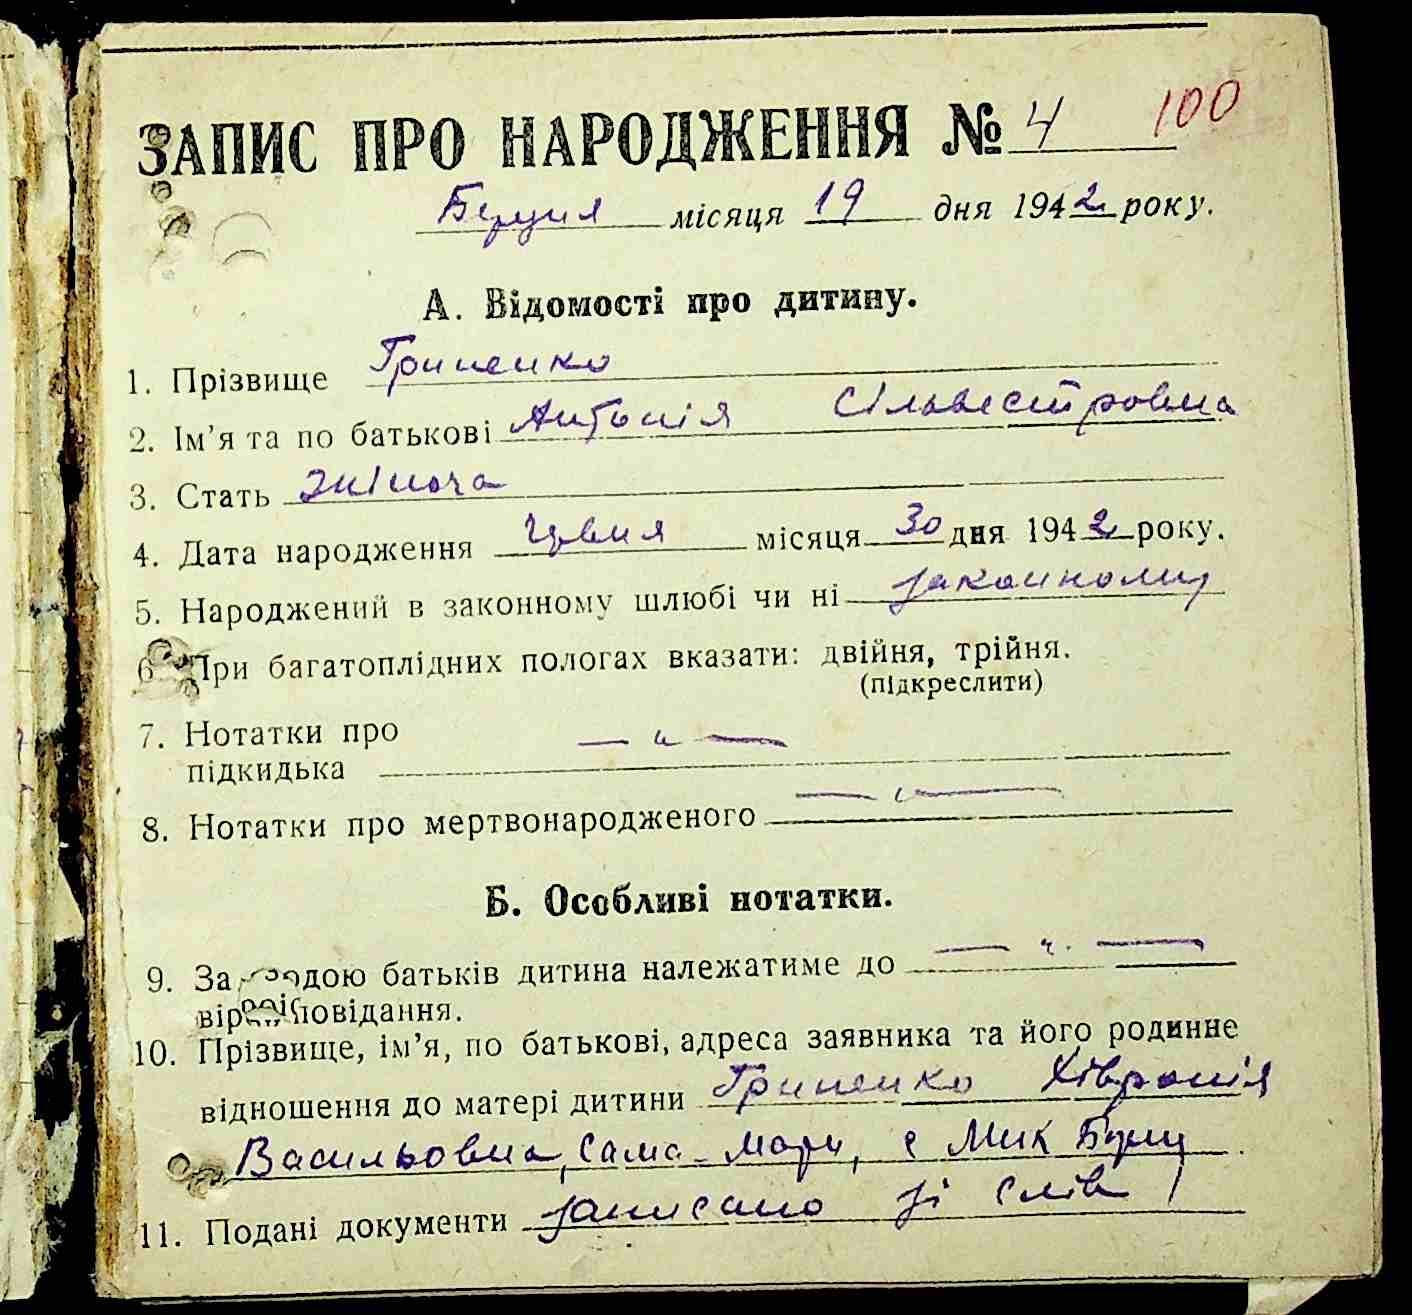 ЗАПИС ПРО НАРОДЖЕННЯ № 4 100
місяця 19 дня 1942 року.
А. Відомості про дитину.
1. Прізвище Гриненко
2. Ім'я та по батькові Антонія Сільвестровна
3. Стать жіноча
4. Дата народження місяця 30 дня 1942 року.
5. Народжений в законному шлюбі чи ні законному
6. При багатоплідних пологах вказати: двійня, трійня.
(підкреслити)
7. Нотатки про
підкидька — " —
8. Нотатки про мертвонародженого — " —
Б. Особливі нотатки.
9. За згодою батьків дитина належатиме до — " —
віросповідання.
10. Прізвище, ім'я, по батькові, адреса заявника та його родинне
відношення до матері дитини Гриненко Хівронія
Васильовна, сама мати, с
11. Подані документи записано зі слів